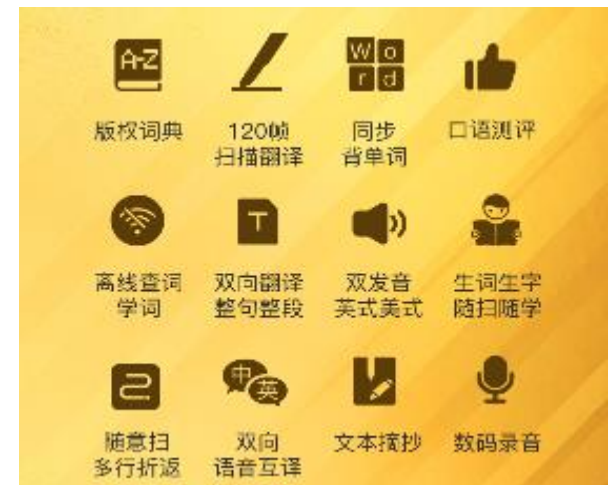 A-Z
Wo
rd
版权词典
120帧
扫描翻译
同步
背单词
口语测评
T
离线查词
学词
双向翻译
整句整段
双发音
英式美式
生词生字
随扫随学
中
英
随意扫
多行折返
双向
语音互译
文本摘抄
数码录音